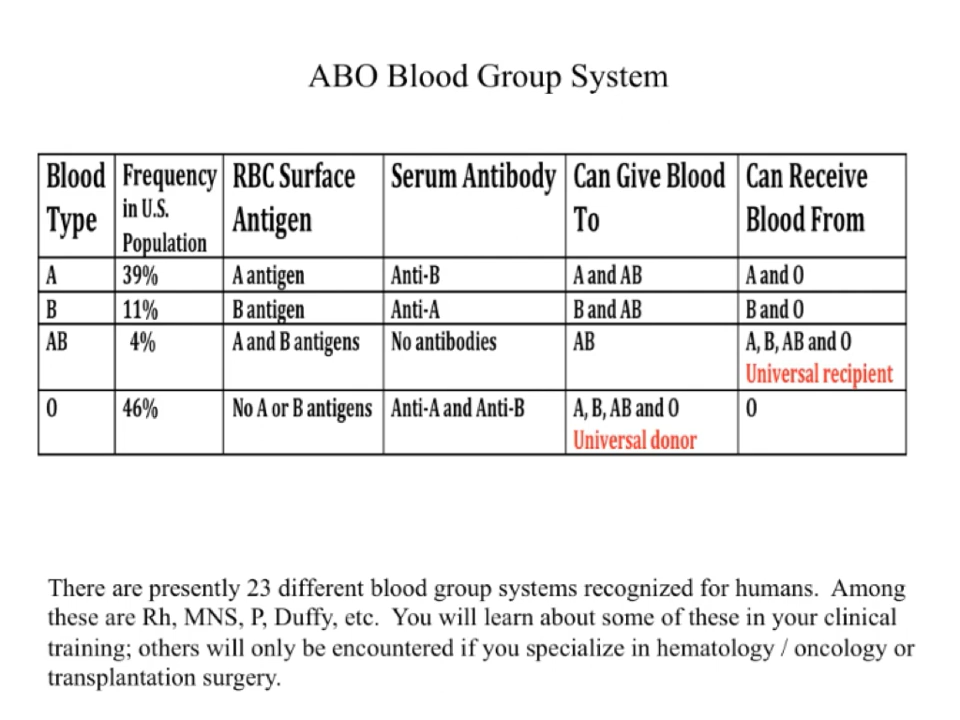 ABO Blood Group System
Blood Type | Frequency in U.S. Population | RBC Surface Antigen | Serum Antibody | Can Give Blood To | Can Receive Blood From
A | 39% | A antigen | Anti-B | A and AB | A and O
B | 11% | B antigen | Anti-A | B and AB | B and O
AB | 4% | A and B antigens | No antibodies | AB | A, B, AB and O Universal recipient
O | 46% | No A or B antigens | Anti-A and Anti-B | A, B, AB and O Universal donor | O
There are presently 23 different blood group systems recognized for humans. Among
these are Rh, MNS, P, Duffy, etc. You will learn about some of these in your clinical
training; others will only be encountered if you specialize in hematology / oncology or
transplantation surgery.